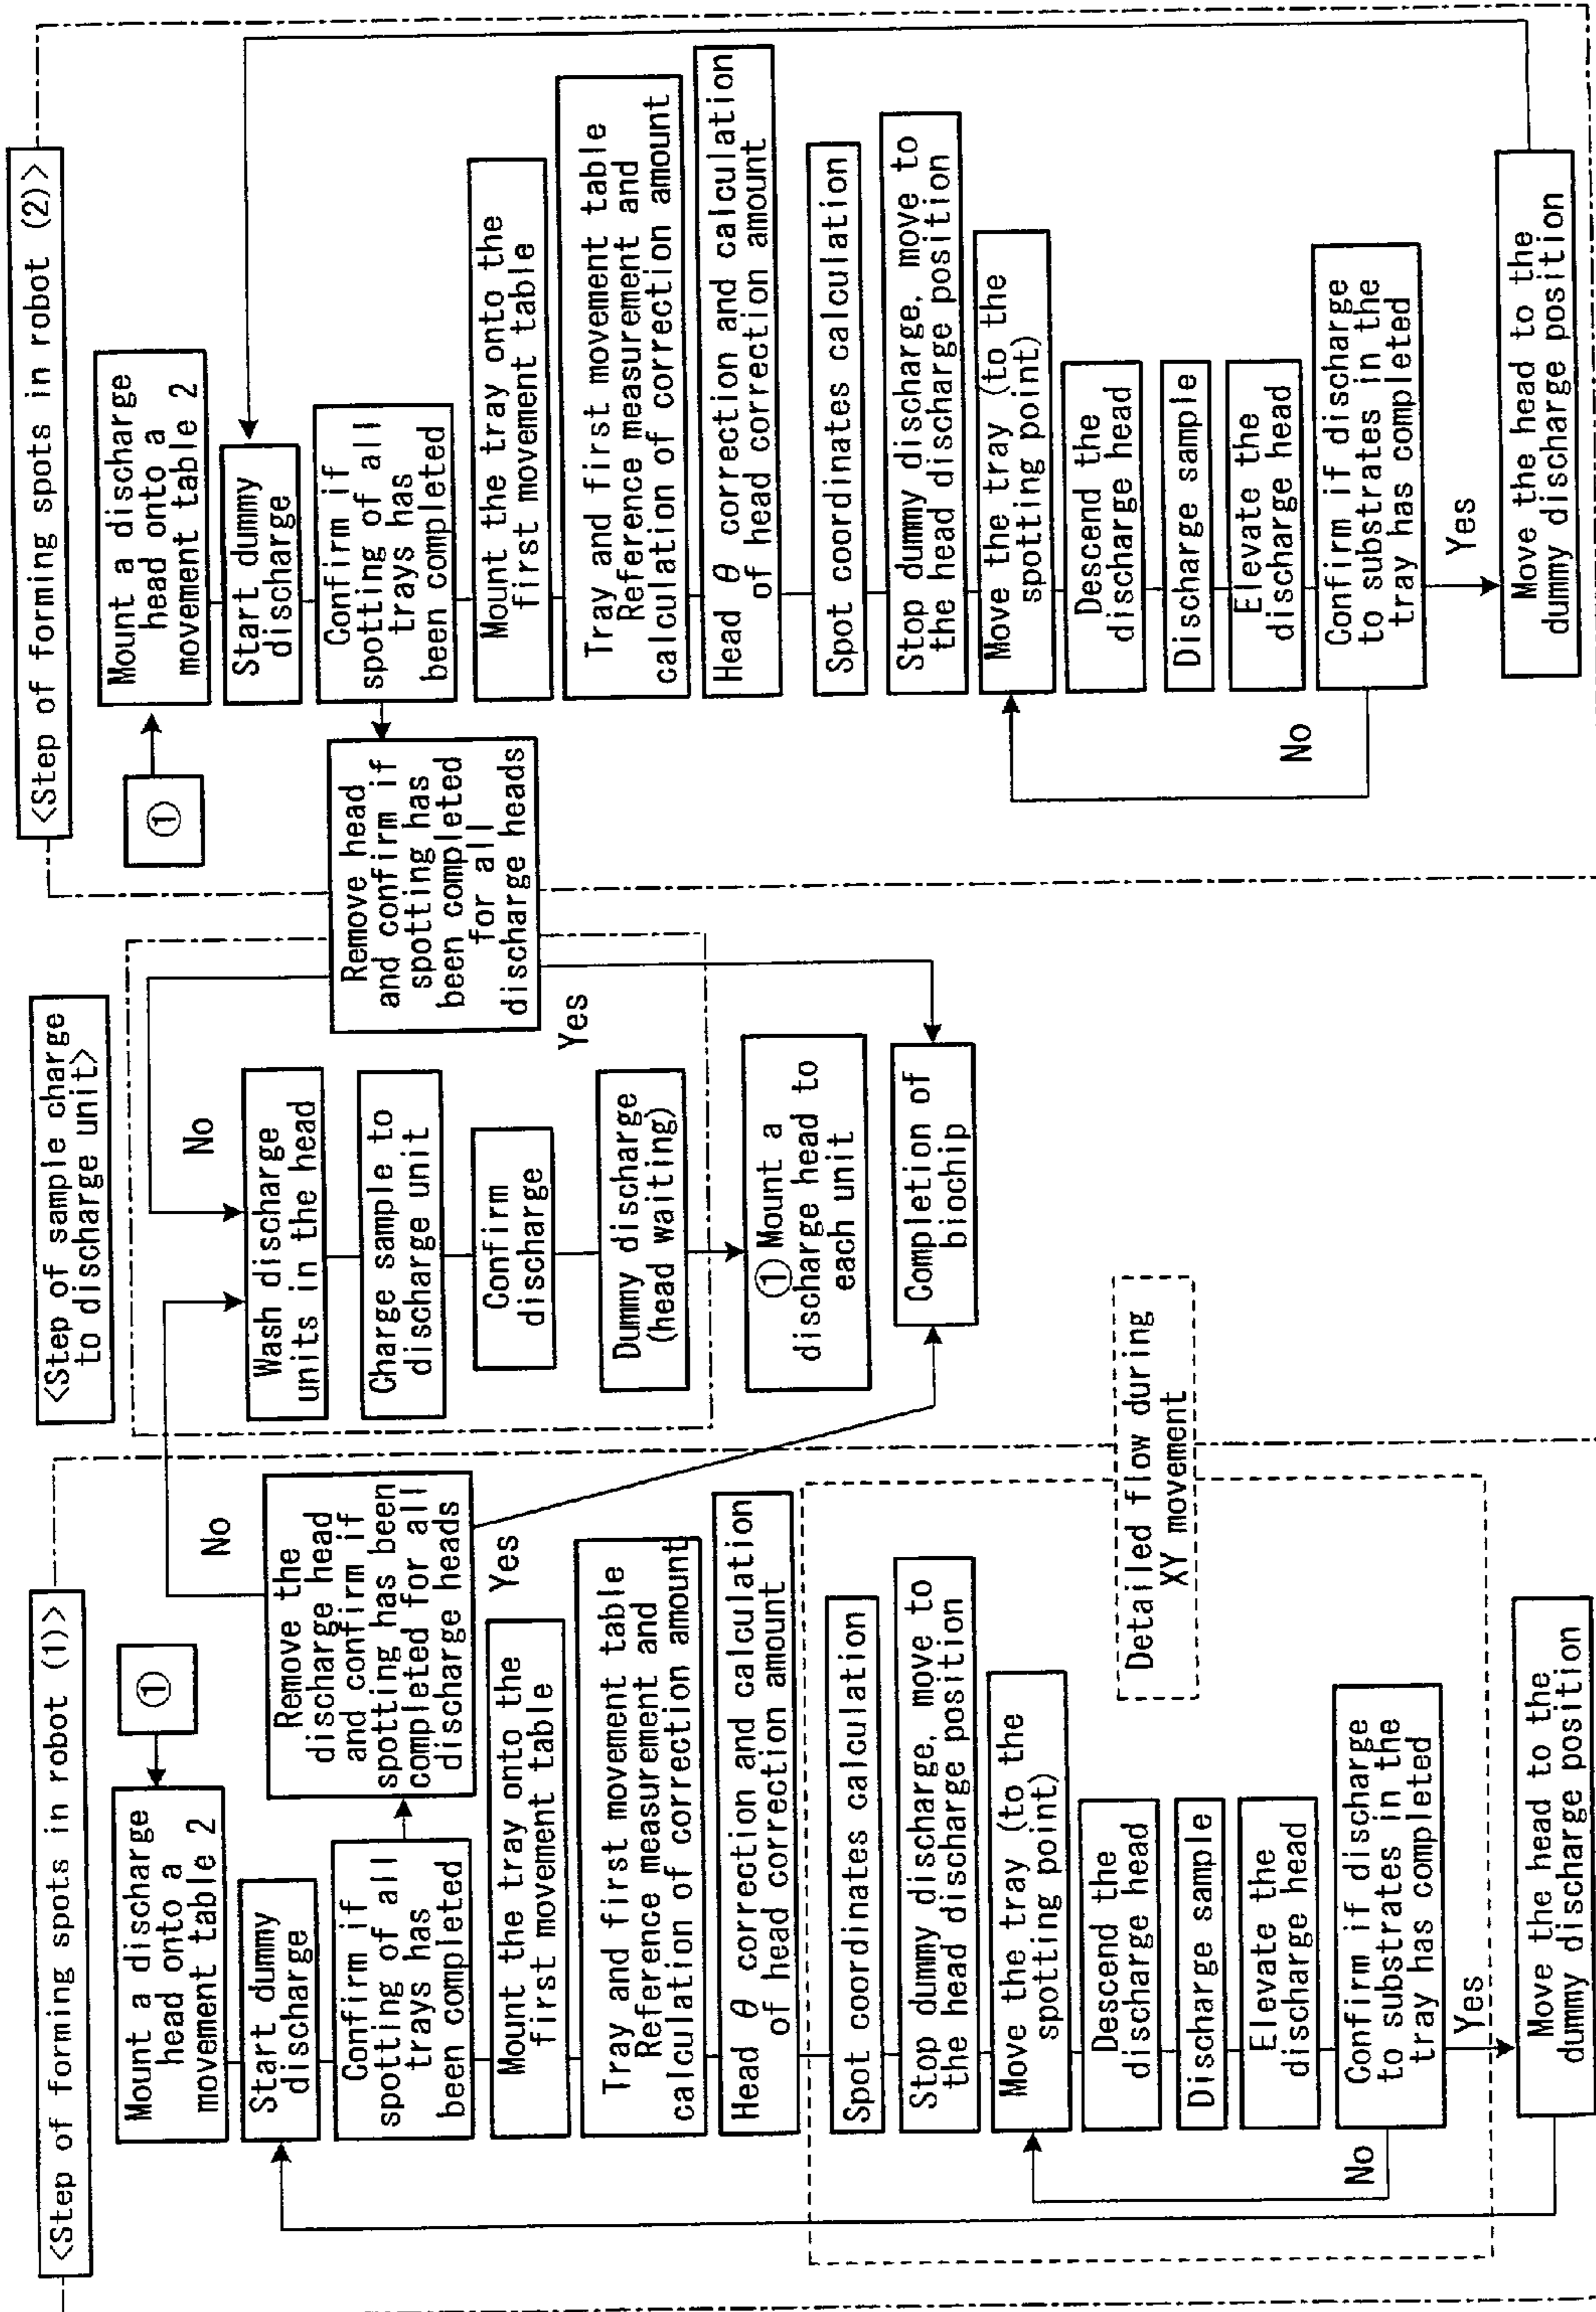 <Step of forming spots in robot (1)>
①
Mount a discharge
head onto a
movement table 2
Start dummy
discharge
Confirm if
spotting of all
trays has
been completed
Remove the
discharge head
and confirm if
spotting has been
completed for all
discharge heads
No
Yes
Mount the tray onto the
first movement table
Tray and first movement table
Reference measurement and
calculation of correction amount
Head θ correction and calculation
of head correction amount
Spot coordinates calculation
Stop dummy discharge, move to
the head discharge position
Move the tray (to the
spotting point)
Descend the
discharge head
Discharge sample
Elevate the
discharge head
Confirm if discharge
to substrates in the
tray has completed
No
Yes
Move the head to the
dummy discharge position
Detailed flow during
XY movement
<Step of sample charge
to discharge unit>
No
Wash discharge
units in the head
Charge sample to
discharge unit
Confirm
discharge
Dummy discharge
(head waiting)
① Mount a
discharge head to
each unit
Completion of
biochip
<Step of forming spots in robot (2)>
①
Mount a discharge
head onto a
movement table 2
Start dummy
discharge
Confirm if
spotting of all
trays has
been completed
Remove head
and confirm if
spotting has
been completed
for all
discharge heads
Yes
Mount the tray onto the
first movement table
Tray and first movement table
Reference measurement and
calculation of correction amount
Head θ correction and calculation
of head correction amount
Spot coordinates calculation
Stop dummy discharge, move to
the head discharge position
Move the tray (to the
spotting point)
Descend the
discharge head
Discharge sample
Elevate the
discharge head
Confirm if discharge
to substrates in the
tray has completed
No
Yes
Move the head to the
dummy discharge position